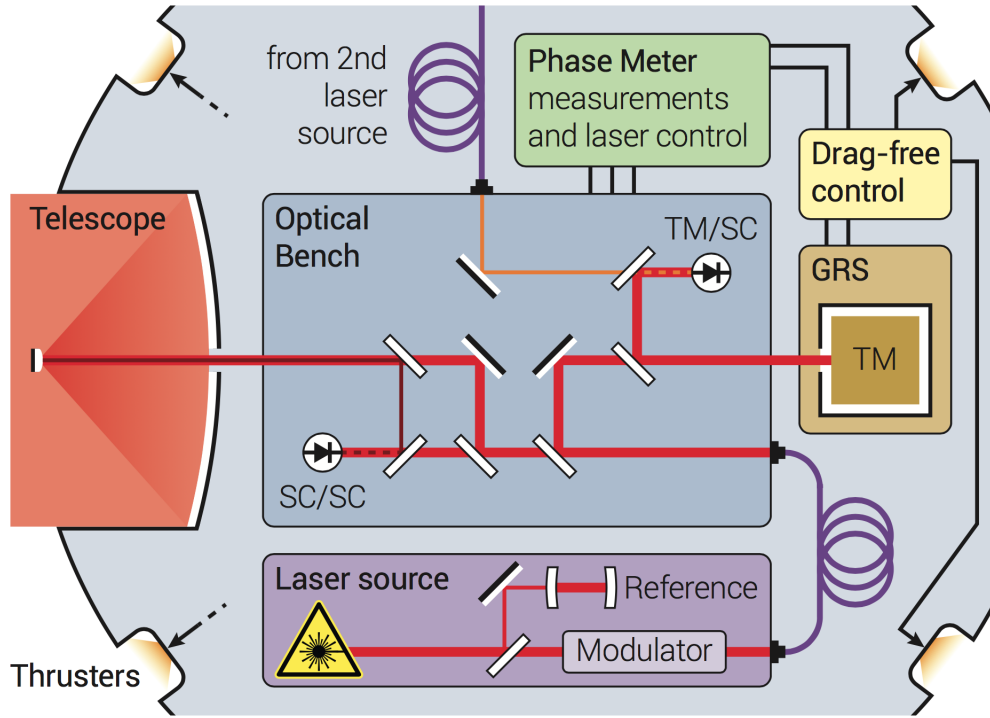 from 2nd
laser
source
Phase Meter
measurements
and laser control
Drag-free
control
Telescope
Optical
Bench
TM/SC
GRS
TM
SC/SC
Laser source
Reference
Modulator
Thrusters